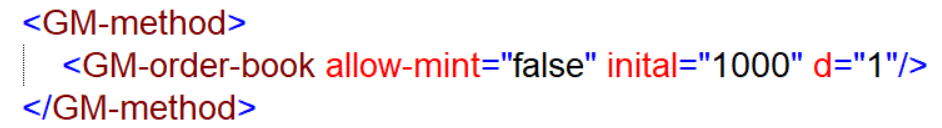 <GM-method>
<GM-order-book allow-mint="false" inital="1000" d="1"/>
</GM-method>